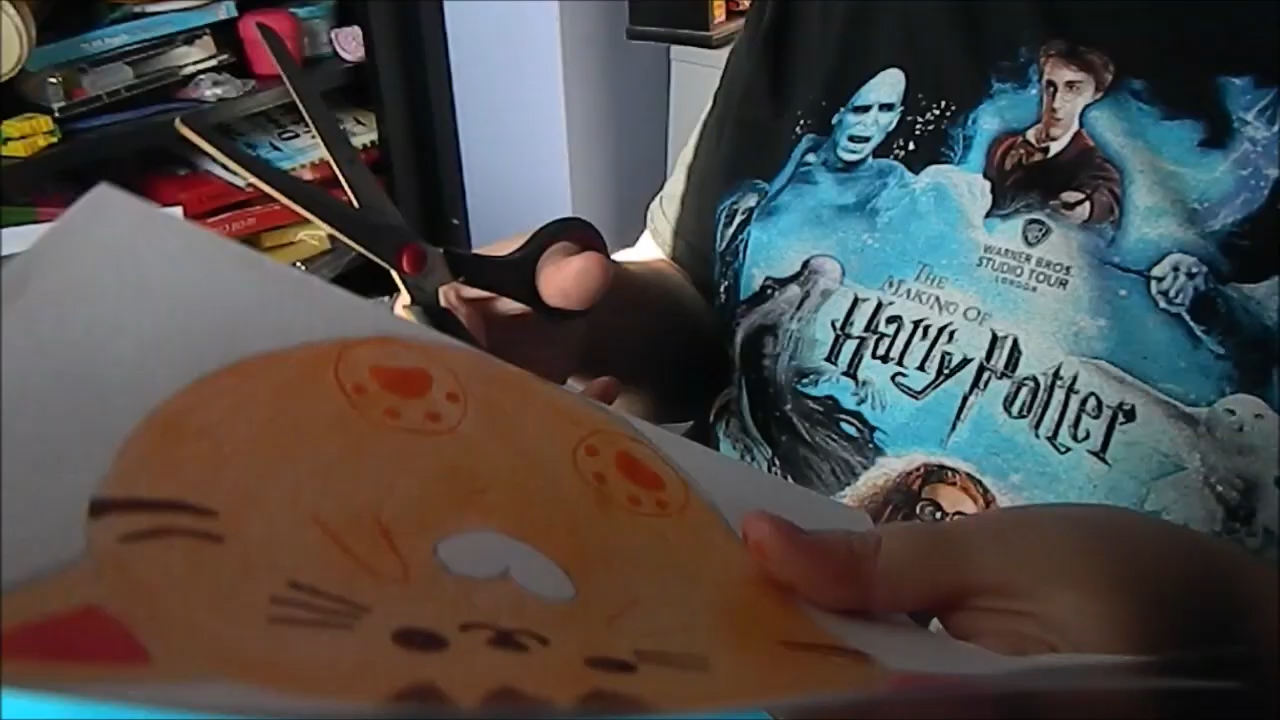 WARNER BROS.
STUDIO TOUR
LONDON
THE
MAKING OF
Harry Potter